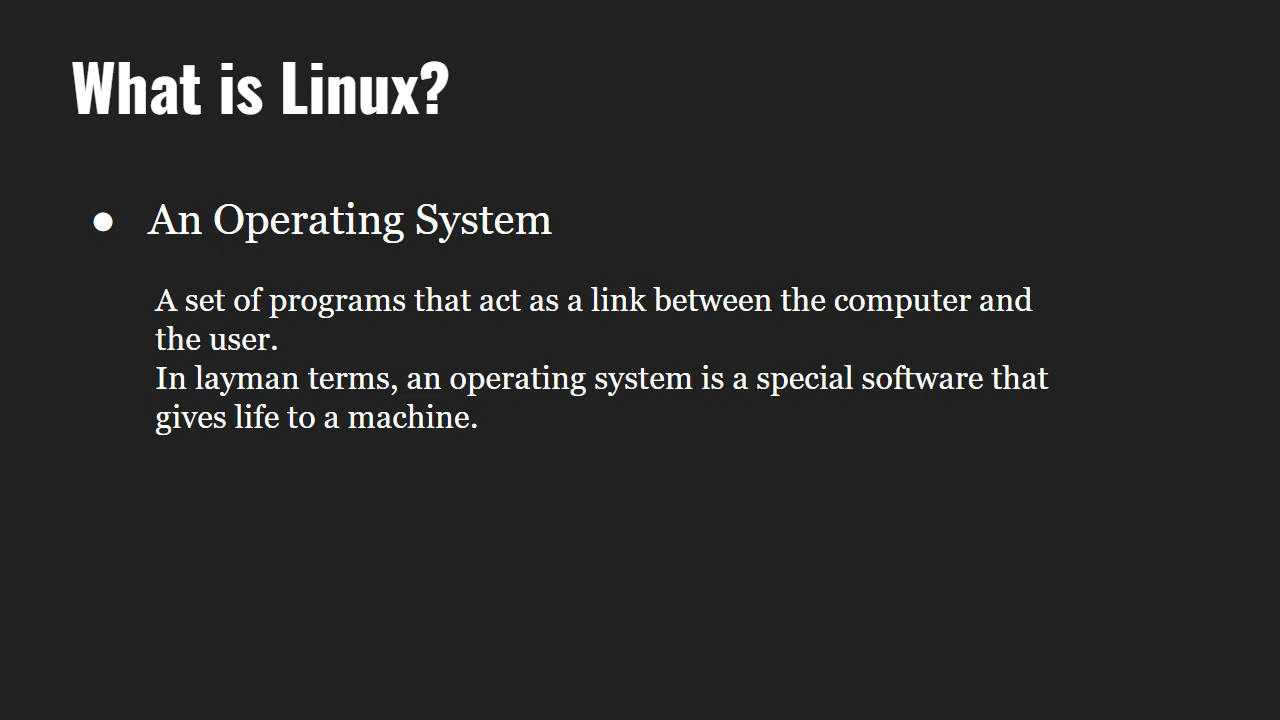 What is Linux?
● An Operating System
A set of programs that act as a link between the computer and
the user.
In layman terms, an operating system is a special software that
gives life to a machine.